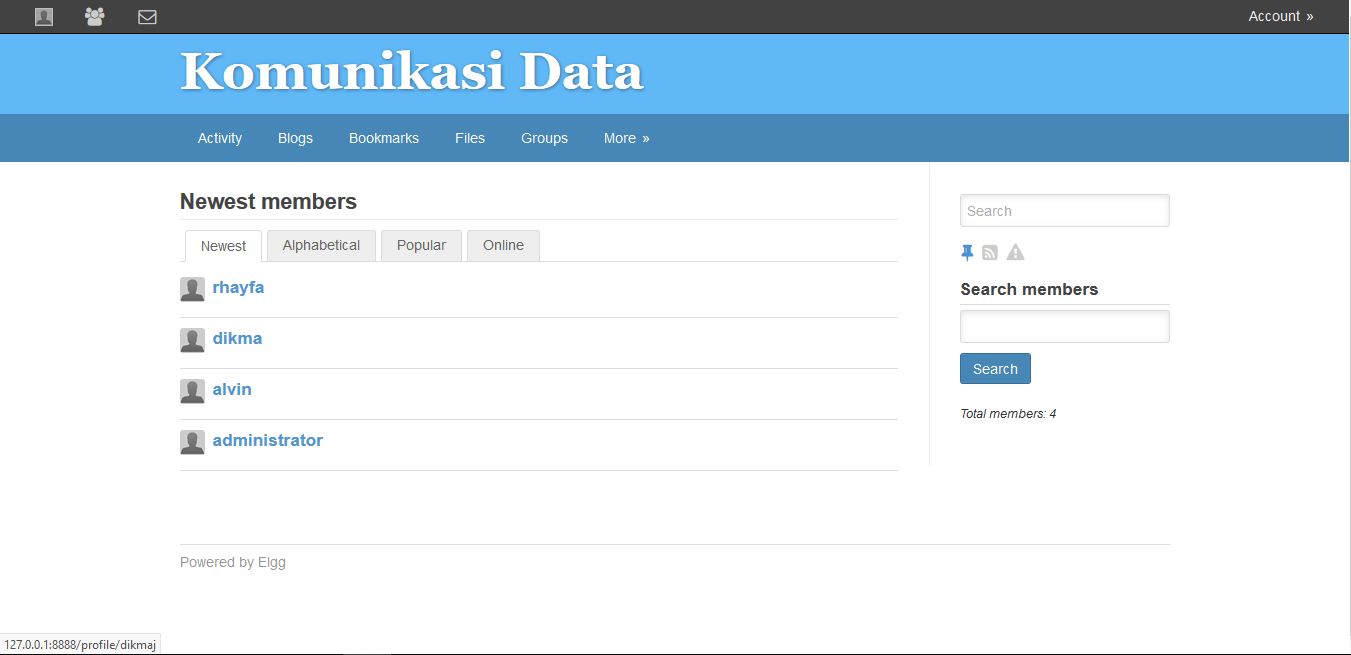 Account »
Komunikasi Data
Activity Blogs Bookmarks Files Groups More »
Newest members
Newest Alphabetical Popular Online
rhayfa
dikma
alvin
administrator
Search
Search members
Search
Total members: 4
Powered by Elgg
127.0.0.1:8888/profile/dikmaj